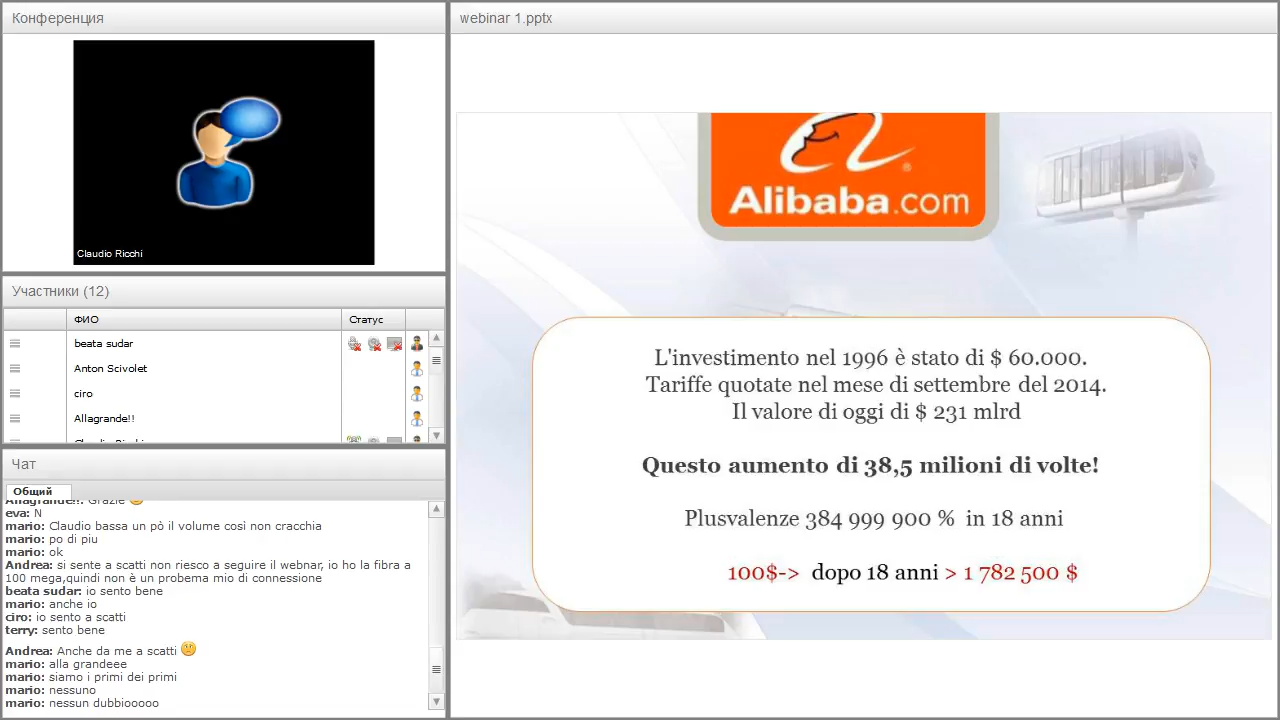 Конференция
Claudio Ricchi
Участники (12)
ФИО Статус
beata sudar
Anton Scivolet
ciro
Allagrande!!
Чат
Общий
Allagrande!!: Grazie
eva: N
mario: Claudio bassa un pò il volume così non cracchia
mario: po di piu
mario: ok
Andrea: si sente a scatti non riesco a seguire il webnar, io ho la fibra a
100 mega,quindi non è un probema mio di connessione
beata sudar: io sento bene
mario: anche io
ciro: io sento a scatti
terry: sento bene
Andrea: Anche da me a scatti
mario: alla grandeee
mario: siamo i primi dei primi
mario: nessuno
mario: nessun dubbiooooo
webinar 1.pptx
Alibaba.com
L'investimento nel 1996 è stato di $ 60.000.
Tariffe quotate nel mese di settembre del 2014.
Il valore di oggi di $ 231 mlrd
Questo aumento di 38,5 milioni di volte!
Plusvalenze 384 999 900 % in 18 anni
100$-> dopo 18 anni > 1 782 500 $